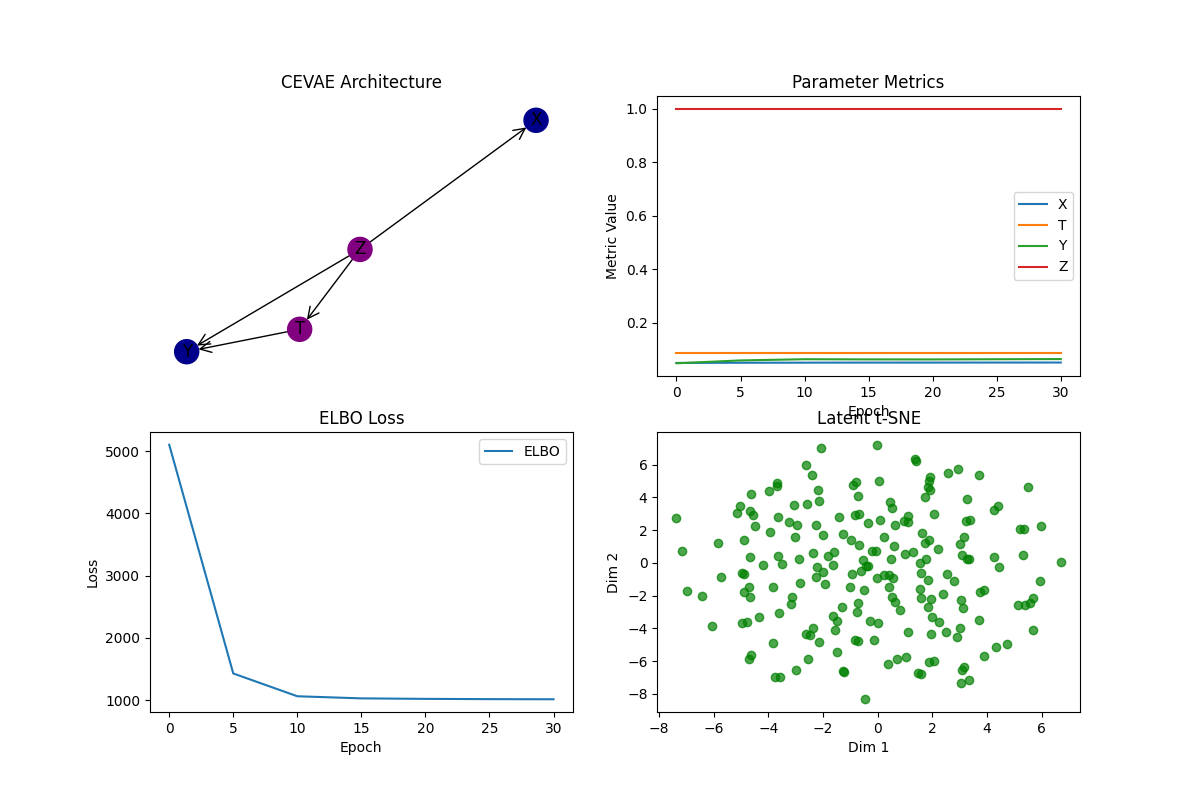 CEVAE Architecture
X
Z
T
Y
Parameter Metrics
Metric Value
1.0
0.8
0.6
0.4
0.2
X
T
Y
Z
0 5 10 15 20 25 30
Epoch
ELBO Loss
Loss
5000
4000
3000
2000
1000
ELBO
0 5 10 15 20 25 30
Epoch
Latent t-SNE
Dim 2
6
4
2
0
−2
−4
−6
−8
−8 −6 −4 −2 0 2 4 6
Dim 1